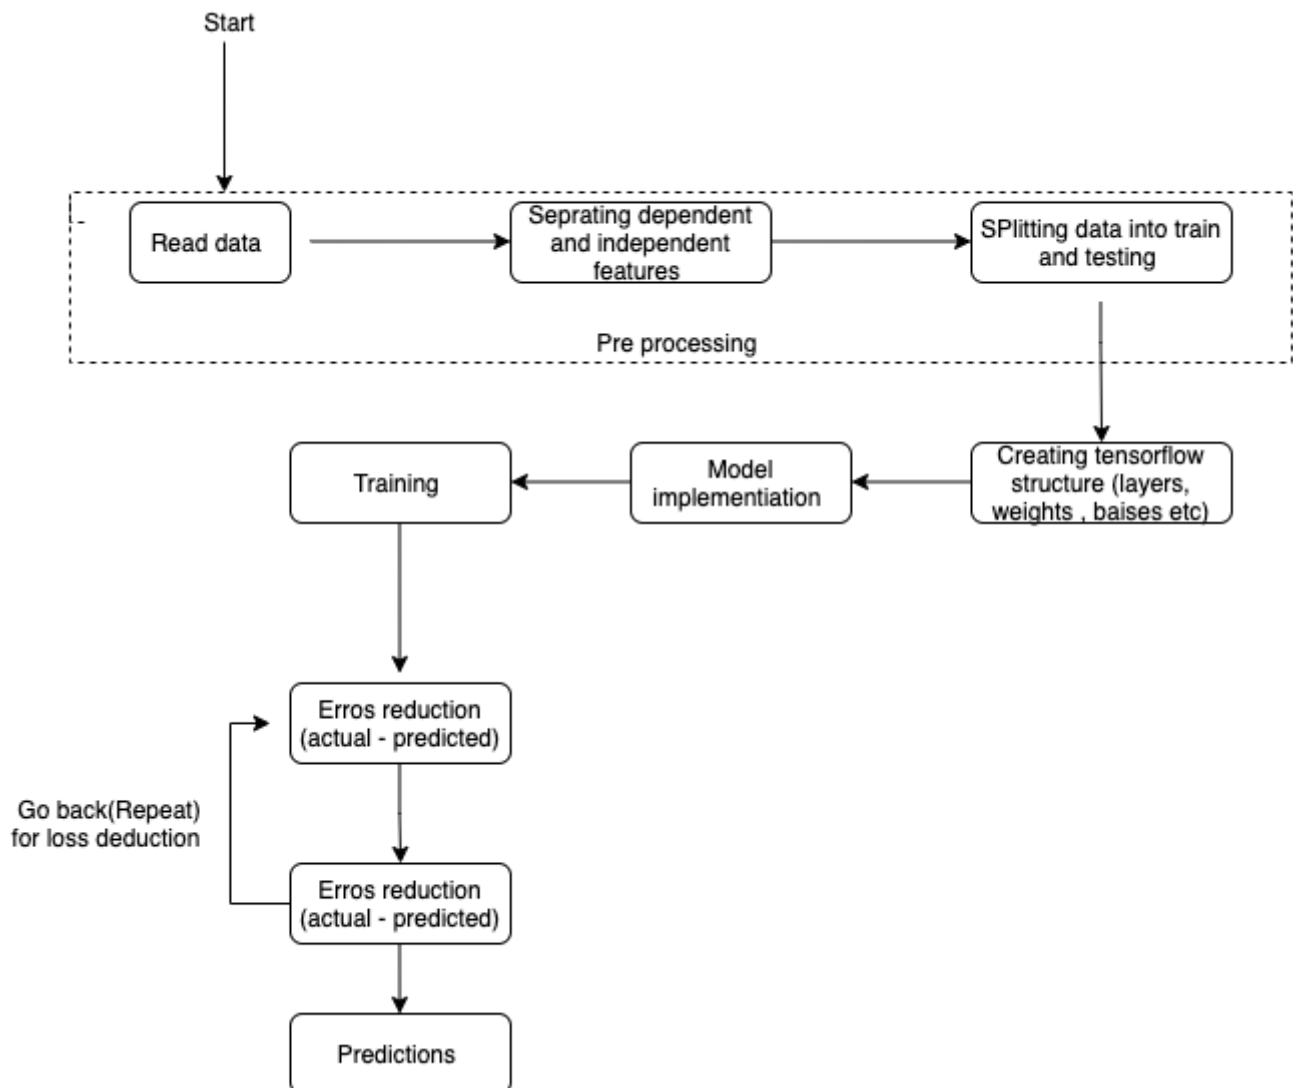 Start
Read data
Seprating dependent
and independent
features
SPlitting data into train
and testing
Pre processing
Training
Model
implementiation
Creating tensorflow
structure (layers,
weights , baises etc)
Erros reduction
(actual - predicted)
Go back(Repeat)
for loss deduction
Erros reduction
(actual - predicted)
Predictions